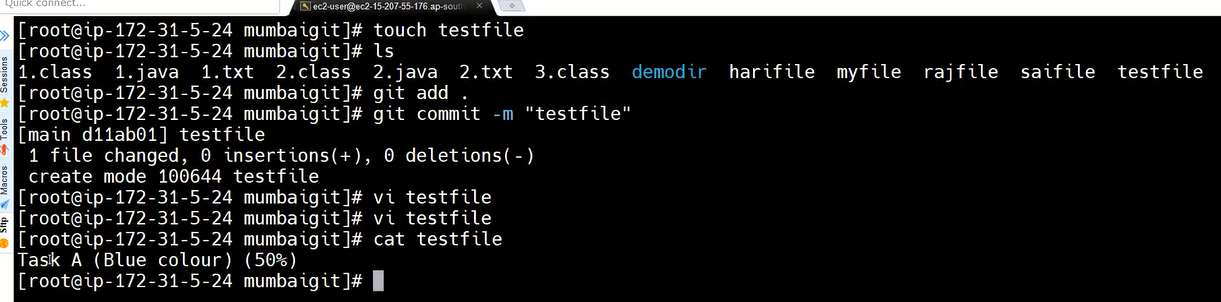 Quick connect...
ec2-user@ec2-15-207-55-176.ap-south
Sessions
Tools
Macros
Sftp
[root@ip-172-31-5-24 mumbaigit]# touch testfile
[root@ip-172-31-5-24 mumbaigit]# ls
1.class 1.java 1.txt 2.class 2.java 2.txt 3.class demodir harifile myfile rajfile saifile testfile
[root@ip-172-31-5-24 mumbaigit]# git add .
[root@ip-172-31-5-24 mumbaigit]# git commit -m "testfile"
[main d11ab01] testfile
1 file changed, 0 insertions(+), 0 deletions(-)
create mode 100644 testfile
[root@ip-172-31-5-24 mumbaigit]# vi testfile
[root@ip-172-31-5-24 mumbaigit]# vi testfile
[root@ip-172-31-5-24 mumbaigit]# cat testfile
Task A (Blue colour) (50%)
[root@ip-172-31-5-24 mumbaigit]#